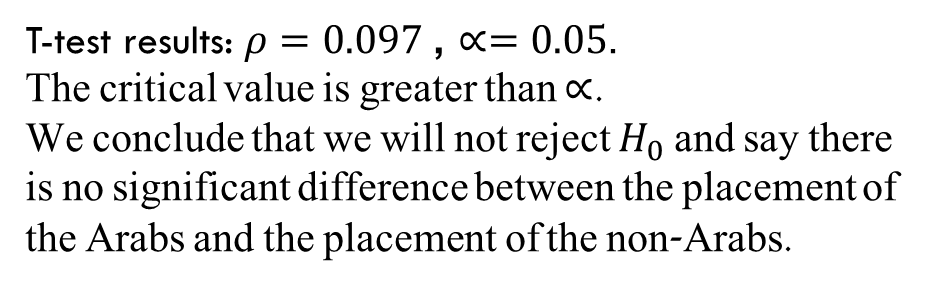 T-test results: ρ = 0.097 , ∝= 0.05.
The critical value is greater than ∝.
We conclude that we will not reject H₀ and say there
is no significant difference between the placement of
the Arabs and the placement of the non-Arabs.